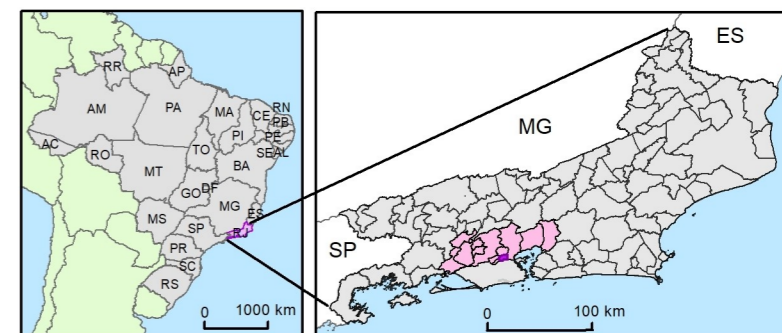 RR
AP
AM
PA
MA
CE
RN
PB
PE
PI
AC
RO
TO
SE
AL
MT
BA
DF
GO
MG
MS
ES
SP
PR
SC
RS
0 1000 km
ES
MG
SP
0 100 km